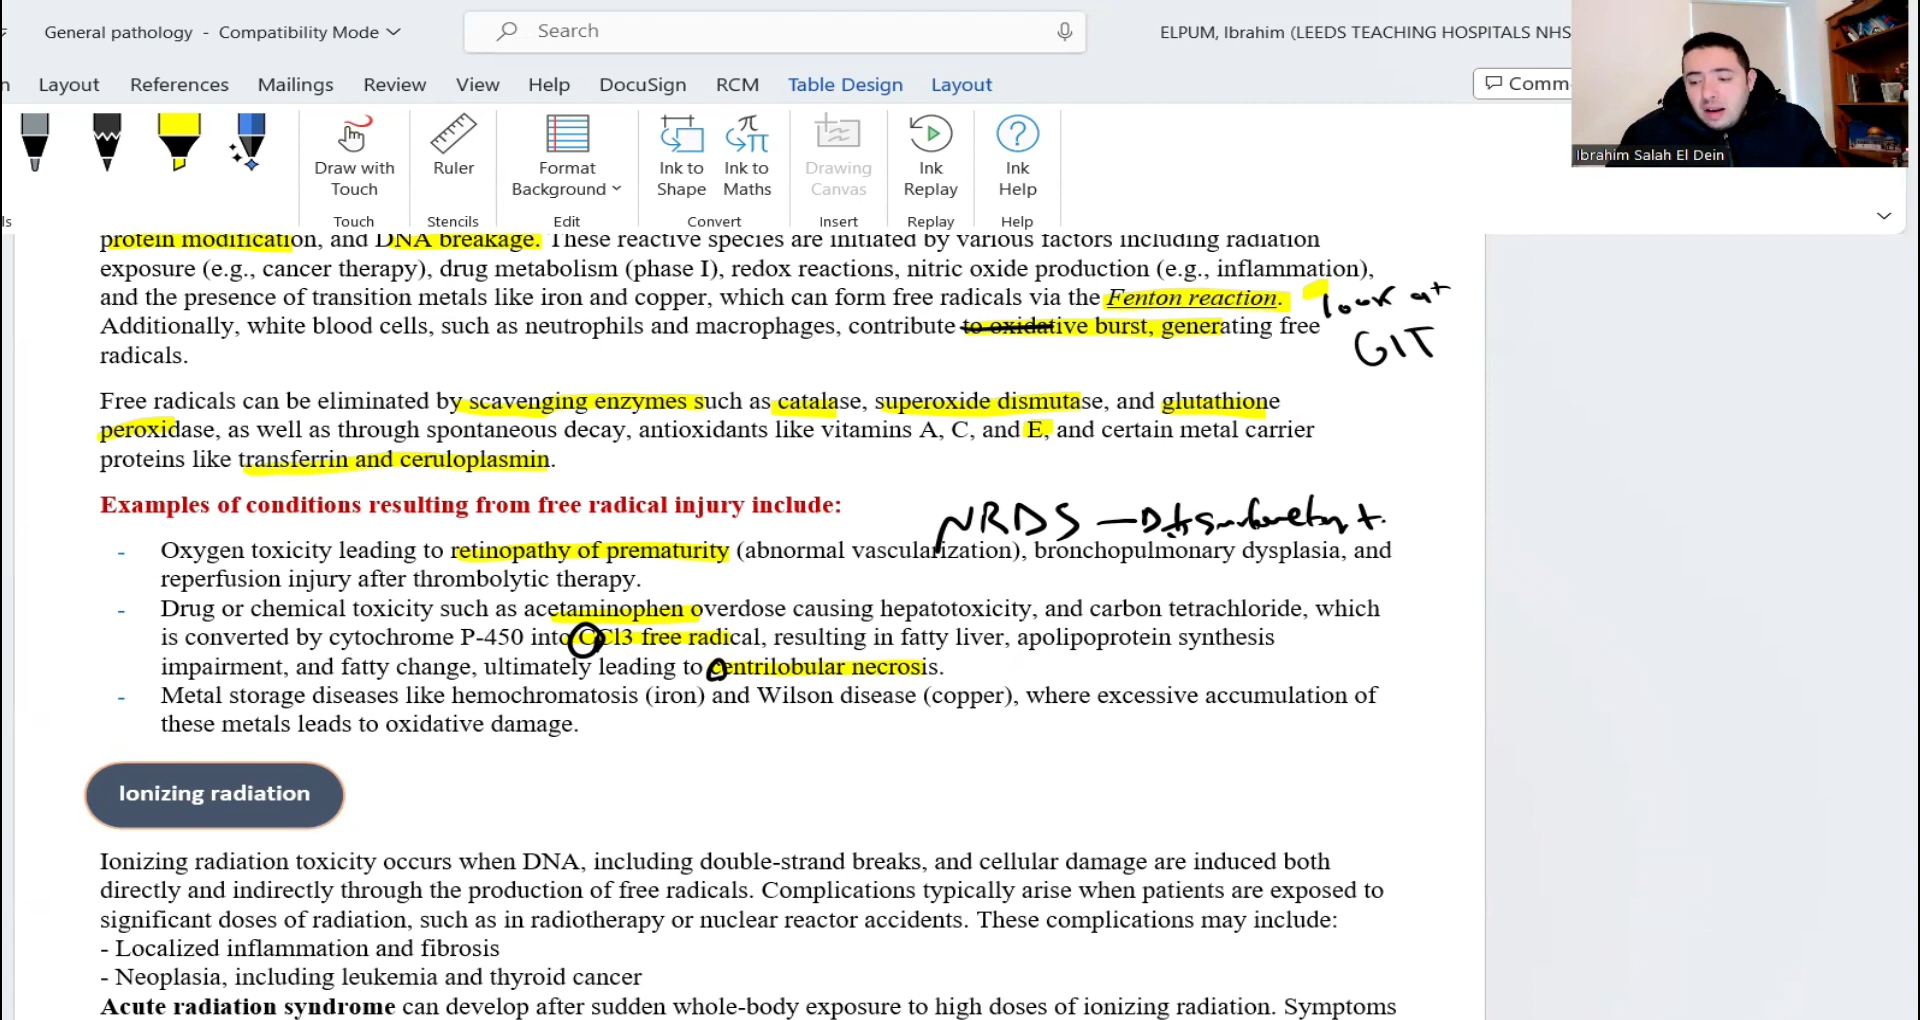 General pathology - Compatibility Mode
Search
ELPUM, Ibrahim (LEEDS TEACHING HOSPITALS NHS
Layout References Mailings Review View Help DocuSign RCM Table Design Layout
Comm
Draw with Touch
Ruler
Format Background
Ink to Shape
Ink to Maths
Drawing Canvas
Ink Replay
Ink Help
ls Touch Stencils Edit Convert Insert Replay Help
Ibrahim Salah El Dein
protein modification, and DNA breakage. These reactive species are initiated by various factors including radiation
exposure (e.g., cancer therapy), drug metabolism (phase I), redox reactions, nitric oxide production (e.g., inflammation),
and the presence of transition metals like iron and copper, which can form free radicals via the Fenton reaction.
look at
Additionally, white blood cells, such as neutrophils and macrophages, contribute to oxidative burst, generating free
GIT
radicals.
Free radicals can be eliminated by scavenging enzymes such as catalase, superoxide dismutase, and glutathione
peroxidase, as well as through spontaneous decay, antioxidants like vitamins A, C, and E, and certain metal carrier
proteins like transferrin and ceruloplasmin.
Examples of conditions resulting from free radical injury include:
NRDS —
- Oxygen toxicity leading to retinopathy of prematurity (abnormal vascularization), bronchopulmonary dysplasia, and
reperfusion injury after thrombolytic therapy.
- Drug or chemical toxicity such as acetaminophen overdose causing hepatotoxicity, and carbon tetrachloride, which
is converted by cytochrome P-450 into CCl3 free radical, resulting in fatty liver, apolipoprotein synthesis
impairment, and fatty change, ultimately leading to centrilobular necrosis.
- Metal storage diseases like hemochromatosis (iron) and Wilson disease (copper), where excessive accumulation of
these metals leads to oxidative damage.
Ionizing radiation
Ionizing radiation toxicity occurs when DNA, including double-strand breaks, and cellular damage are induced both
directly and indirectly through the production of free radicals. Complications typically arise when patients are exposed to
significant doses of radiation, such as in radiotherapy or nuclear reactor accidents. These complications may include:
- Localized inflammation and fibrosis
- Neoplasia, including leukemia and thyroid cancer
Acute radiation syndrome can develop after sudden whole-body exposure to high doses of ionizing radiation. Symptoms